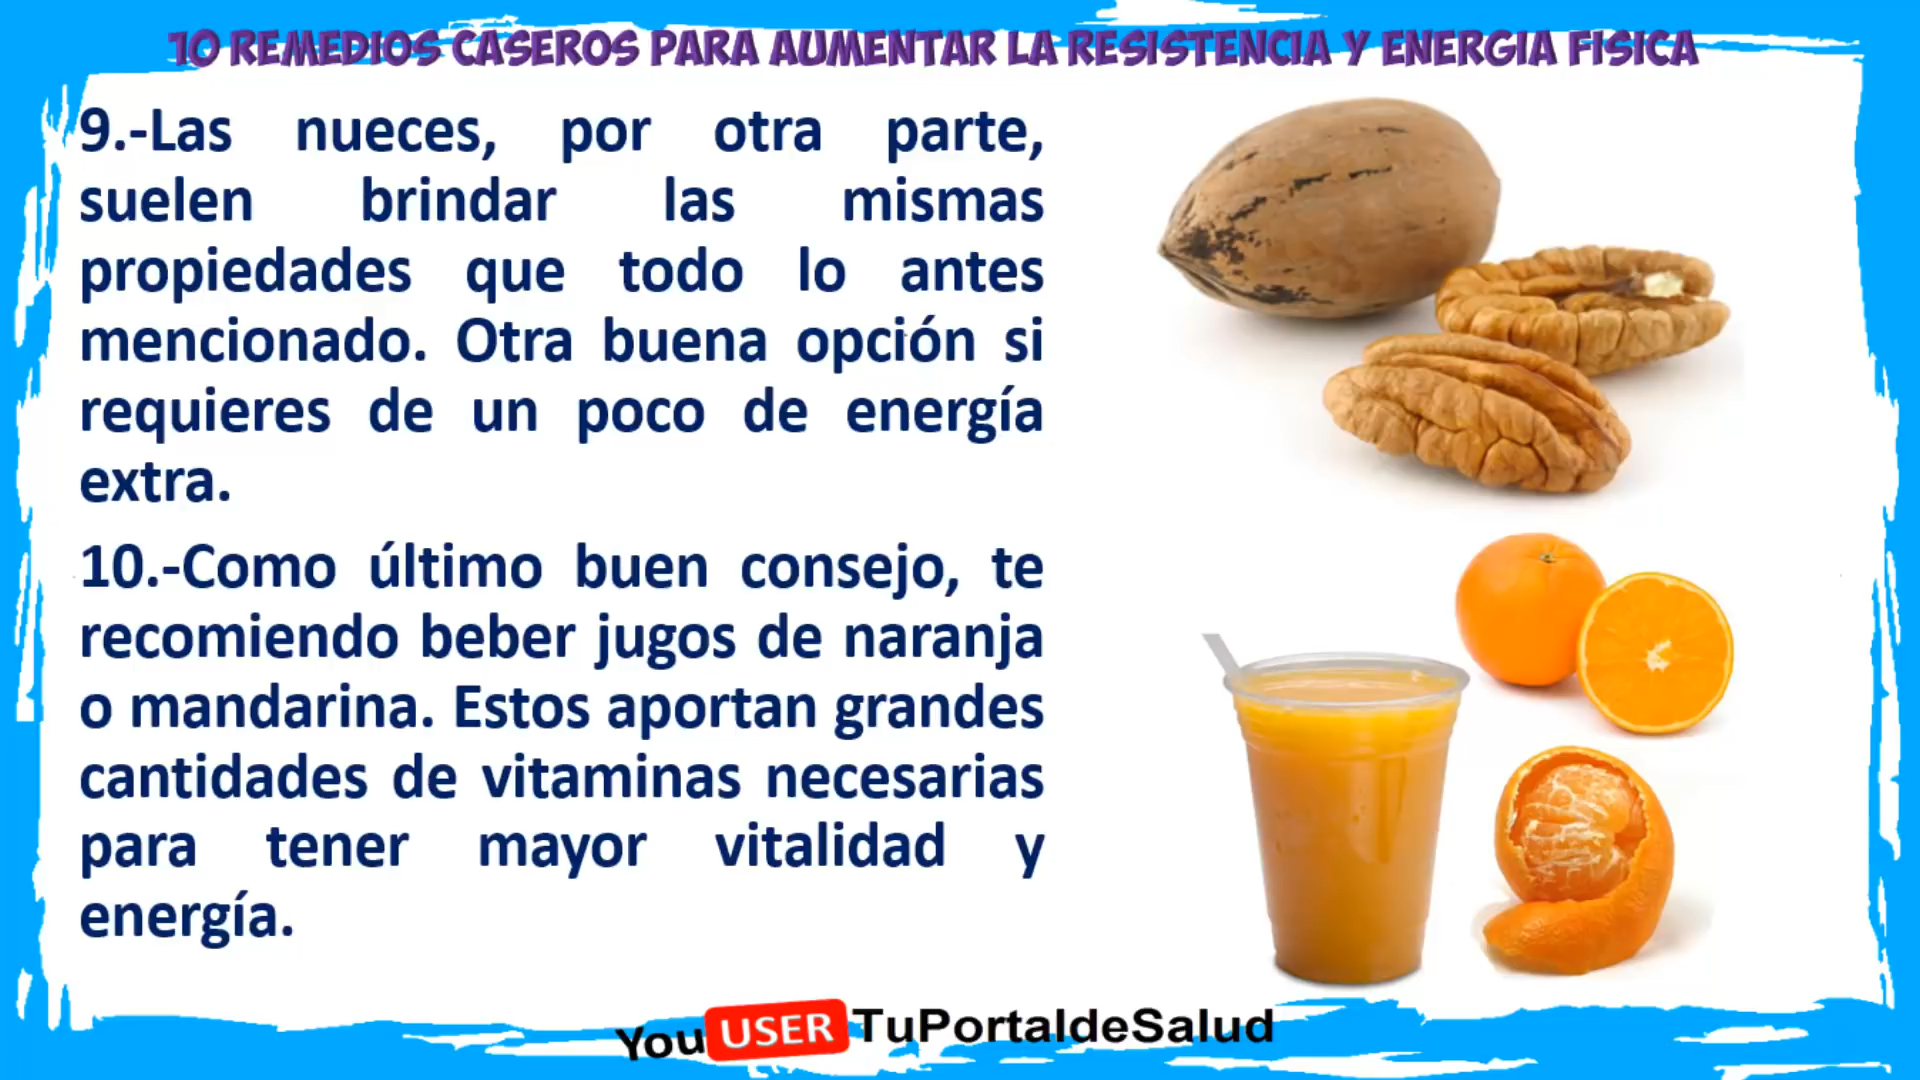 10 REMEDIOS CASEROS PARA AUMENTAR LA RESISTENCIA Y ENERGIA FISICA
9.-Las nueces, por otra parte,
suelen brindar las mismas
propiedades que todo lo antes
mencionado. Otra buena opción si
requieres de un poco de energía
extra.
10.-Como último buen consejo, te
recomiendo beber jugos de naranja
o mandarina. Estos aportan grandes
cantidades de vitaminas necesarias
para tener mayor vitalidad y
energía.
You USER TuPortaldeSalud